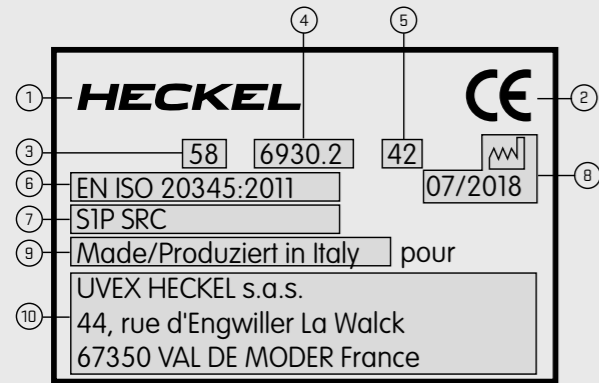 4 5
1 HECKEL CE 2
3 58 6930.2 42
6 EN ISO 20345:2011 07/2018 8
7 S1P SRC
9 Made/Produziert in Italy pour
UVEX HECKEL s.a.s.
10 44, rue d'Engwiller La Walck
67350 VAL DE MODER France